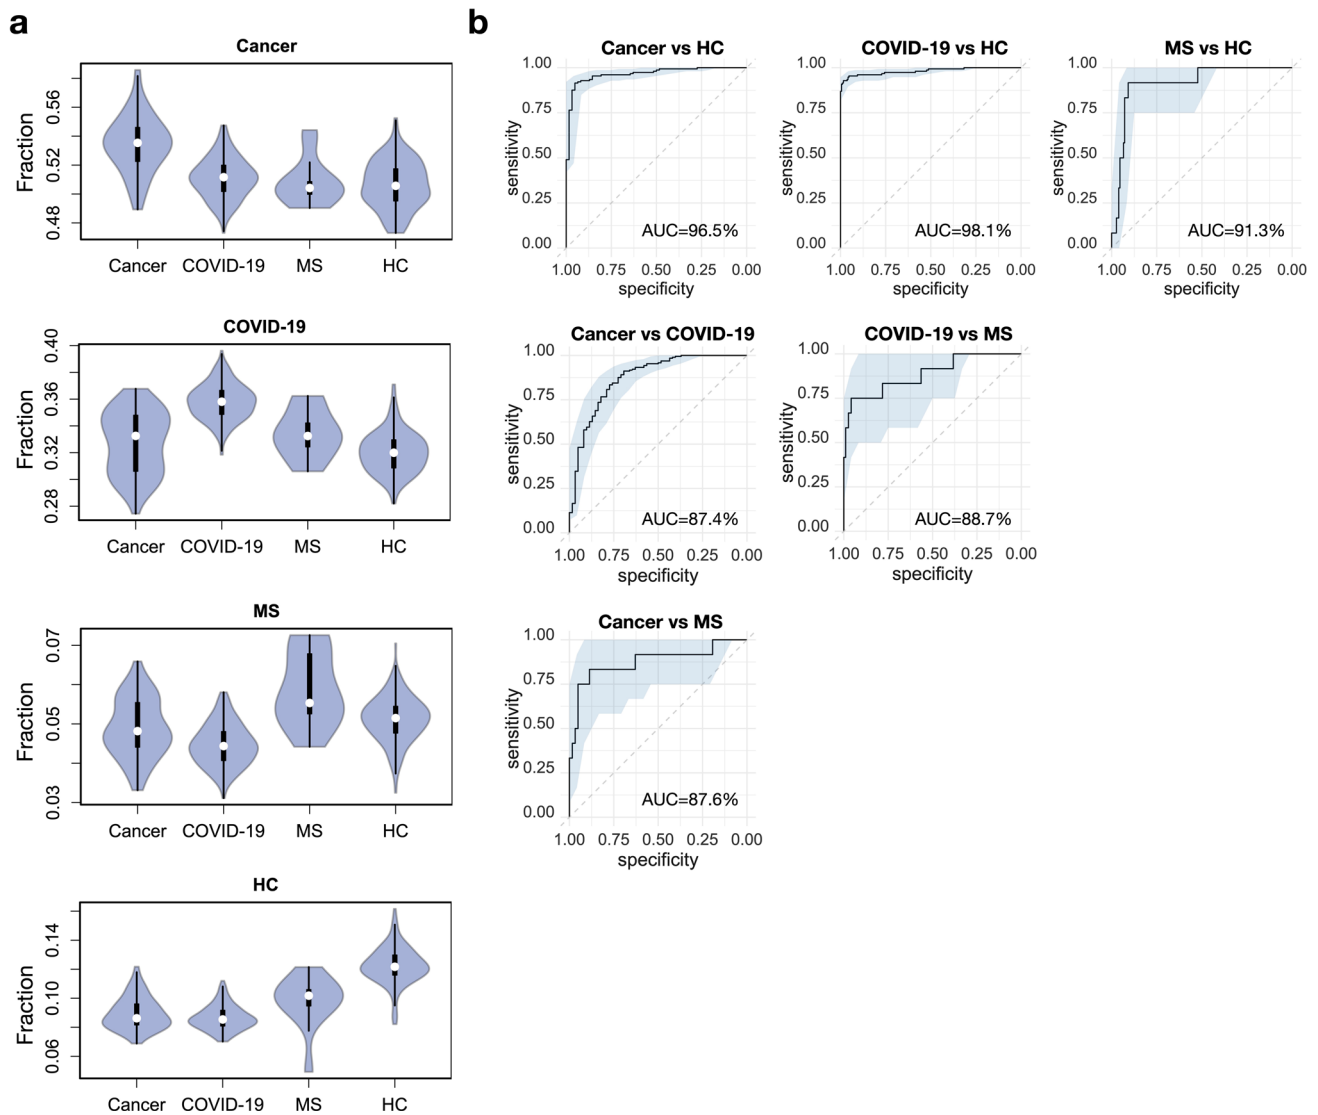 a
Cancer
Fraction
0.56
0.52
0.48
Cancer COVID-19 MS HC
COVID-19
Fraction
0.40
0.36
0.32
0.28
Cancer COVID-19 MS HC
MS
Fraction
0.07
0.05
0.03
Cancer COVID-19 MS HC
HC
Fraction
0.14
0.10
0.06
Cancer COVID-19 MS HC
b
Cancer vs HC
sensitivity
1.00
0.75
0.50
0.25
0.00
AUC=96.5%
1.00 0.75 0.50 0.25 0.00
specificity
COVID-19 vs HC
sensitivity
1.00
0.75
0.50
0.25
0.00
AUC=98.1%
1.00 0.75 0.50 0.25 0.00
specificity
MS vs HC
sensitivity
1.00
0.75
0.50
0.25
0.00
AUC=91.3%
1.00 0.75 0.50 0.25 0.00
specificity
Cancer vs COVID-19
sensitivity
1.00
0.75
0.50
0.25
0.00
AUC=87.4%
1.00 0.75 0.50 0.25 0.00
specificity
COVID-19 vs MS
sensitivity
1.00
0.75
0.50
0.25
0.00
AUC=88.7%
1.00 0.75 0.50 0.25 0.00
specificity
Cancer vs MS
sensitivity
1.00
0.75
0.50
0.25
0.00
AUC=87.6%
1.00 0.75 0.50 0.25 0.00
specificity